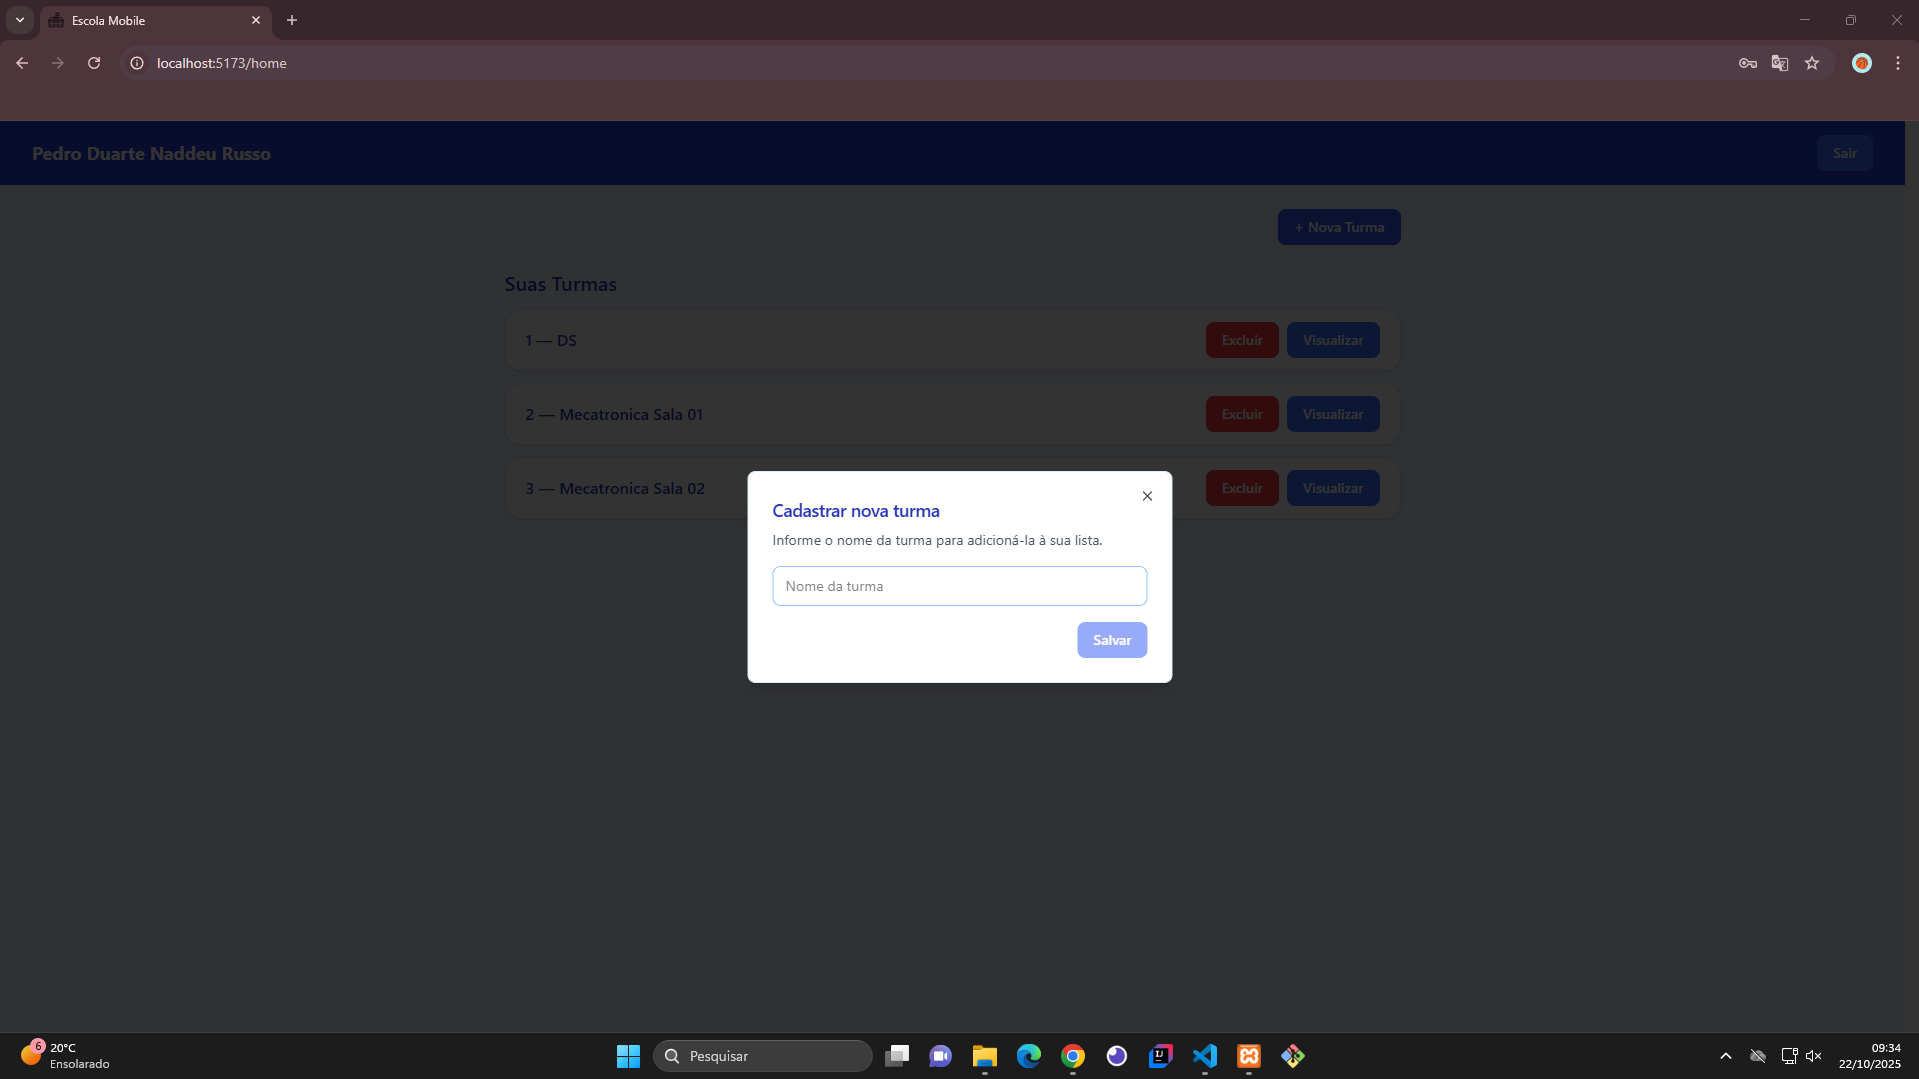 Escola Mobile
localhost:5173/home
Pedro Duarte Naddeu Russo
Sair
+ Nova Turma
Suas Turmas
1 — DS
Excluir
Visualizar
2 — Mecatronica Sala 01
Excluir
Visualizar
3 — Mecatronica Sala 02
Excluir
Visualizar
Cadastrar nova turma
Informe o nome da turma para adicioná-la à sua lista.
Nome da turma
Salvar
6
20°C
Ensolarado
Pesquisar
09:34
22/10/2025